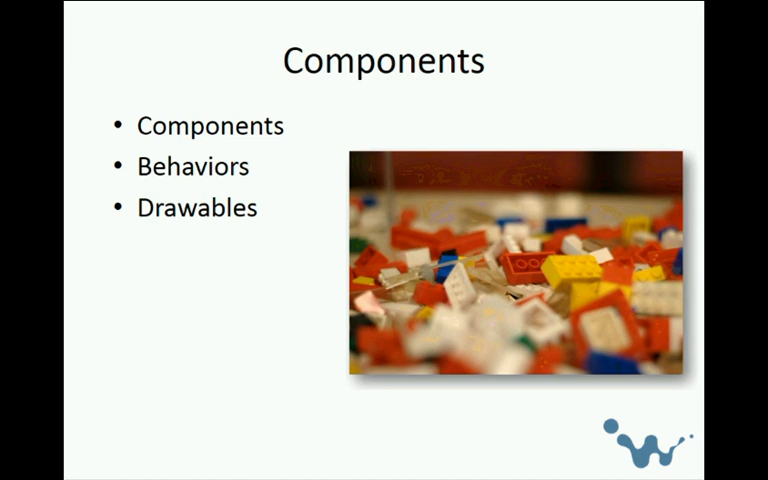 Components
• Components
• Behaviors
• Drawables